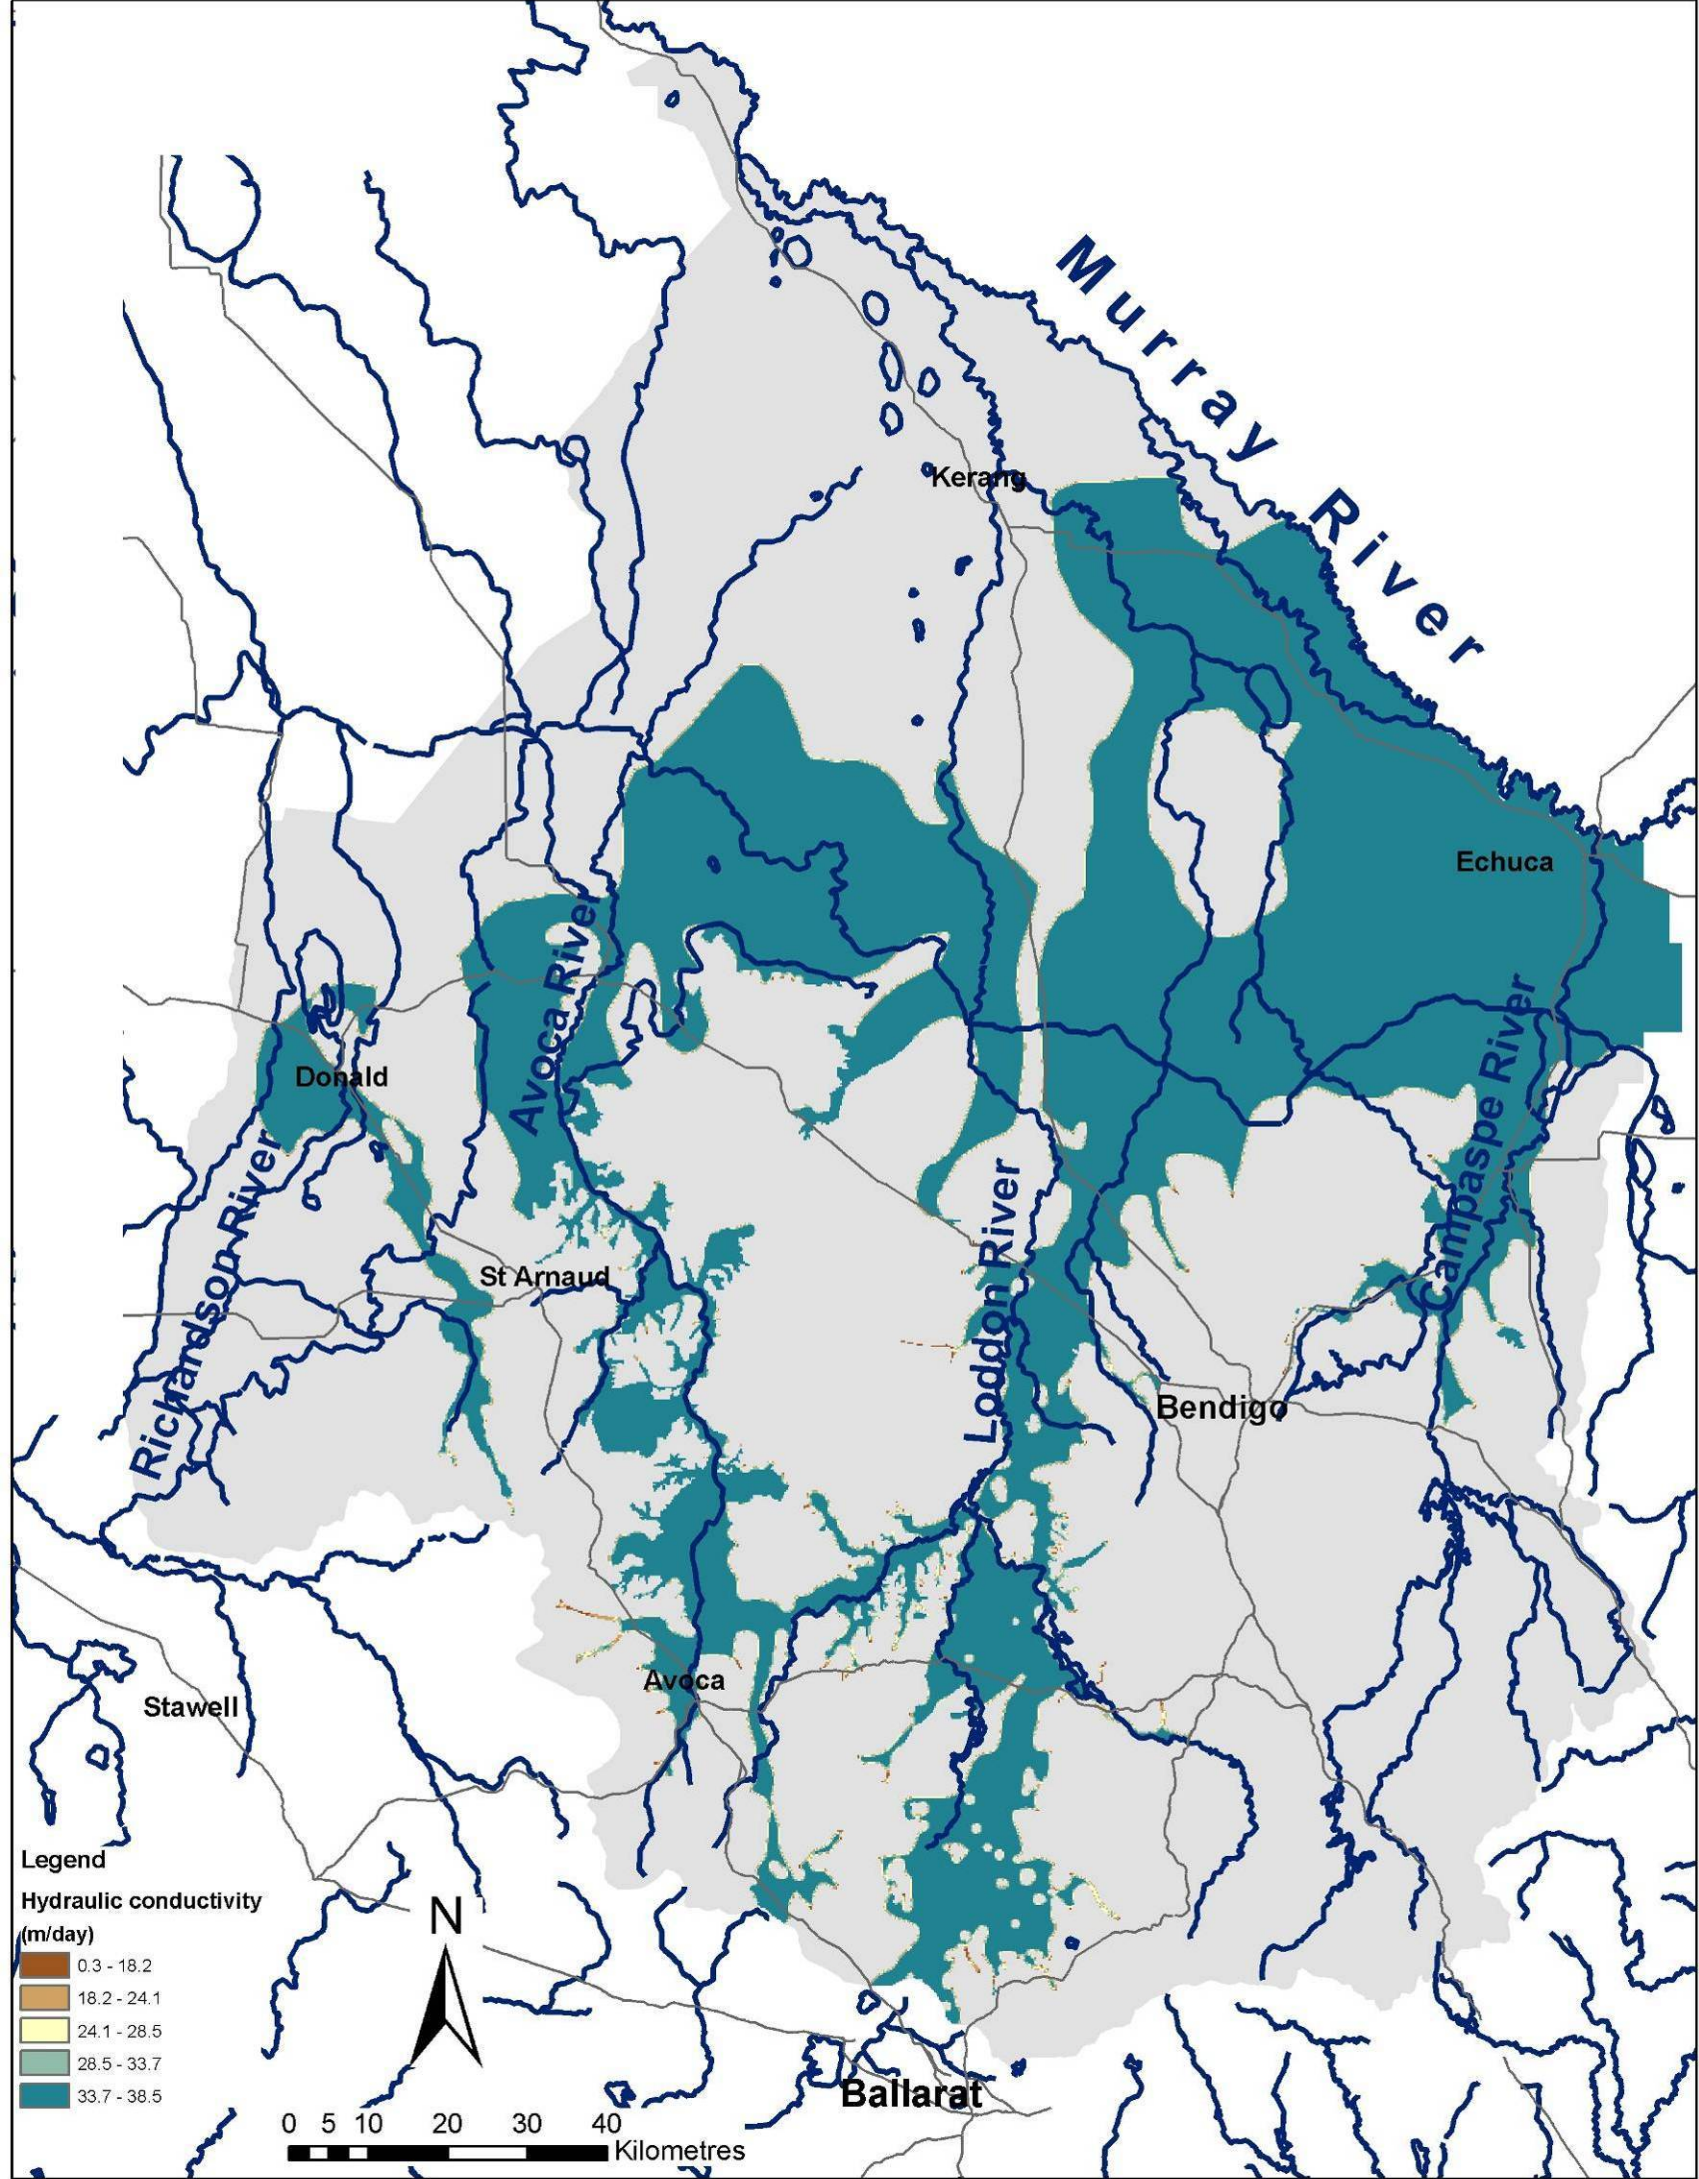 Murray River
Kerang
Echuca
Avoca River
Donald
Campaspe River
Richardson River
Loddon River
St Arnaud
Bendigo
Avoca
Stawell
Legend
Hydraulic conductivity
(m/day)
0.3 - 18.2
18.2 - 24.1
24.1 - 28.5
28.5 - 33.7
33.7 - 38.5
N
Ballarat
0 5 10 20 30 40
Kilometres